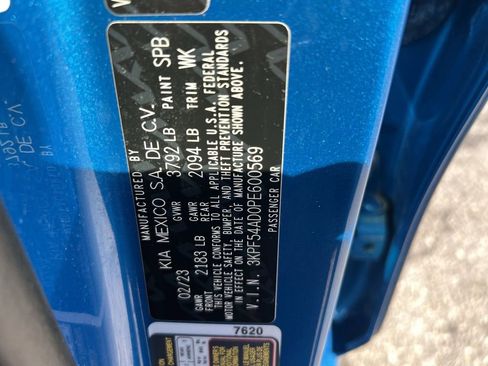 MANUFACTURED BY
KIA MEXICO S.A. DE C.V.
02/23 GVWR 3792 LB PAINT SPB
GAWR FRONT 2183 LB GAWR REAR 2094 LB TRIM WK
THIS VEHICLE CONFORMS TO ALL APPLICABLE U.S.A. FEDERAL
MOTOR VEHICLE SAFETY, BUMPER, AND THEFT PREVENTION STANDARDS
IN EFFECT ON THE DATE OF MANUFACTURE SHOWN ABOVE.
V.I.N. 3KPF54AD0PE600569
PASSENGER CAR
7620